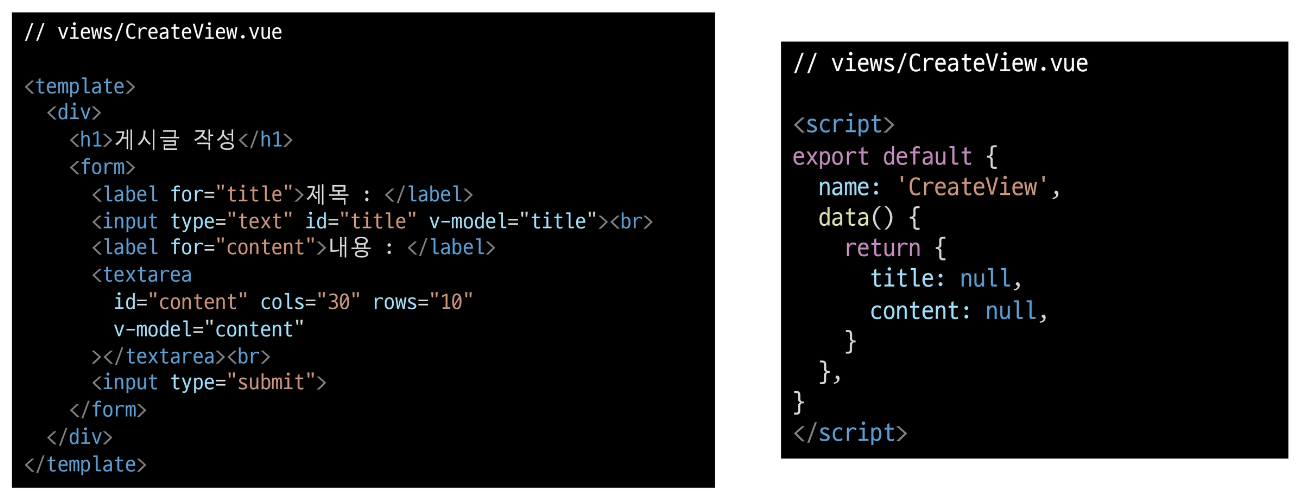 // views/CreateView.vue
<template>
  <div>
    <h1>게시글 작성</h1>
    <form>
      <label for="title">제목 : </label>
      <input type="text" id="title" v-model="title"><br>
      <label for="content">내용 : </label>
      <textarea
        id="content" cols="30" rows="10"
        v-model="content"
      ></textarea><br>
      <input type="submit">
    </form>
  </div>
</template>
// views/CreateView.vue
<script>
export default {
  name: 'CreateView',
  data() {
    return {
      title: null,
      content: null,
    }
  },
}
</script>